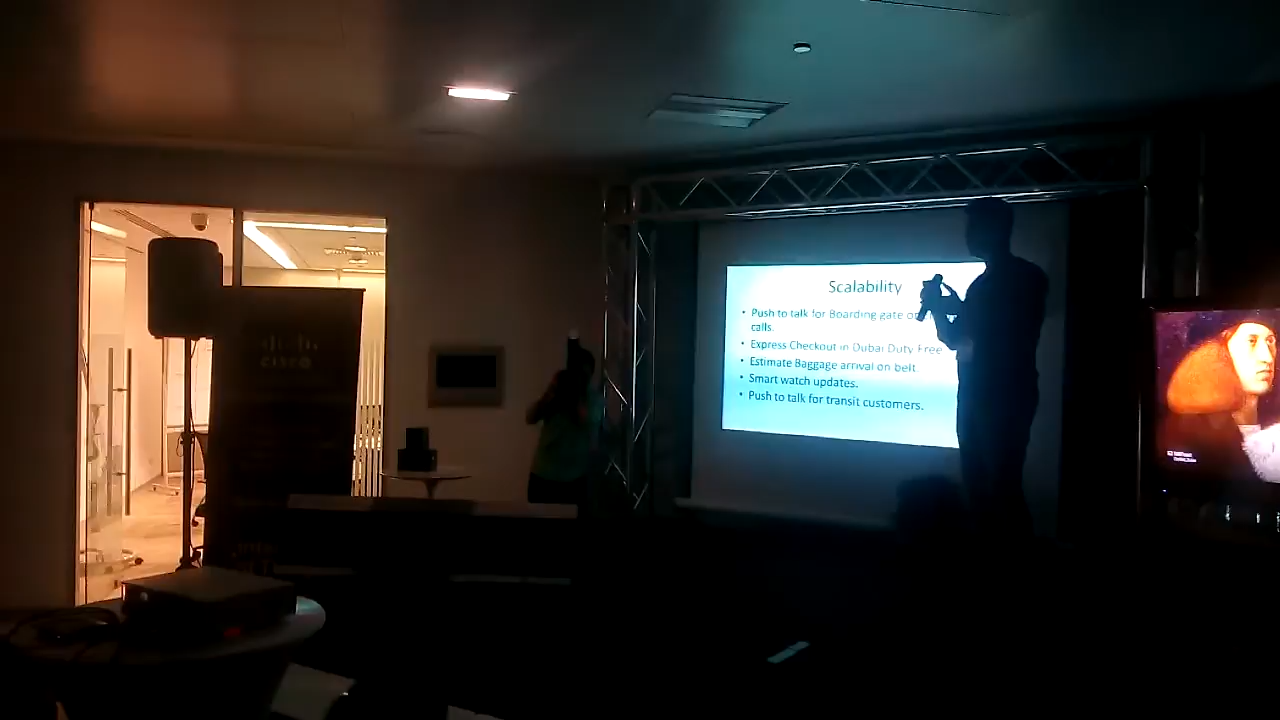 Scalability
• Push to talk for Boarding gate
calls.
• Express Checkout in Dubai Duty Free
• Estimate Baggage arrival on belt
• Smart watch updates.
• Push to talk for transit customers.
cisco